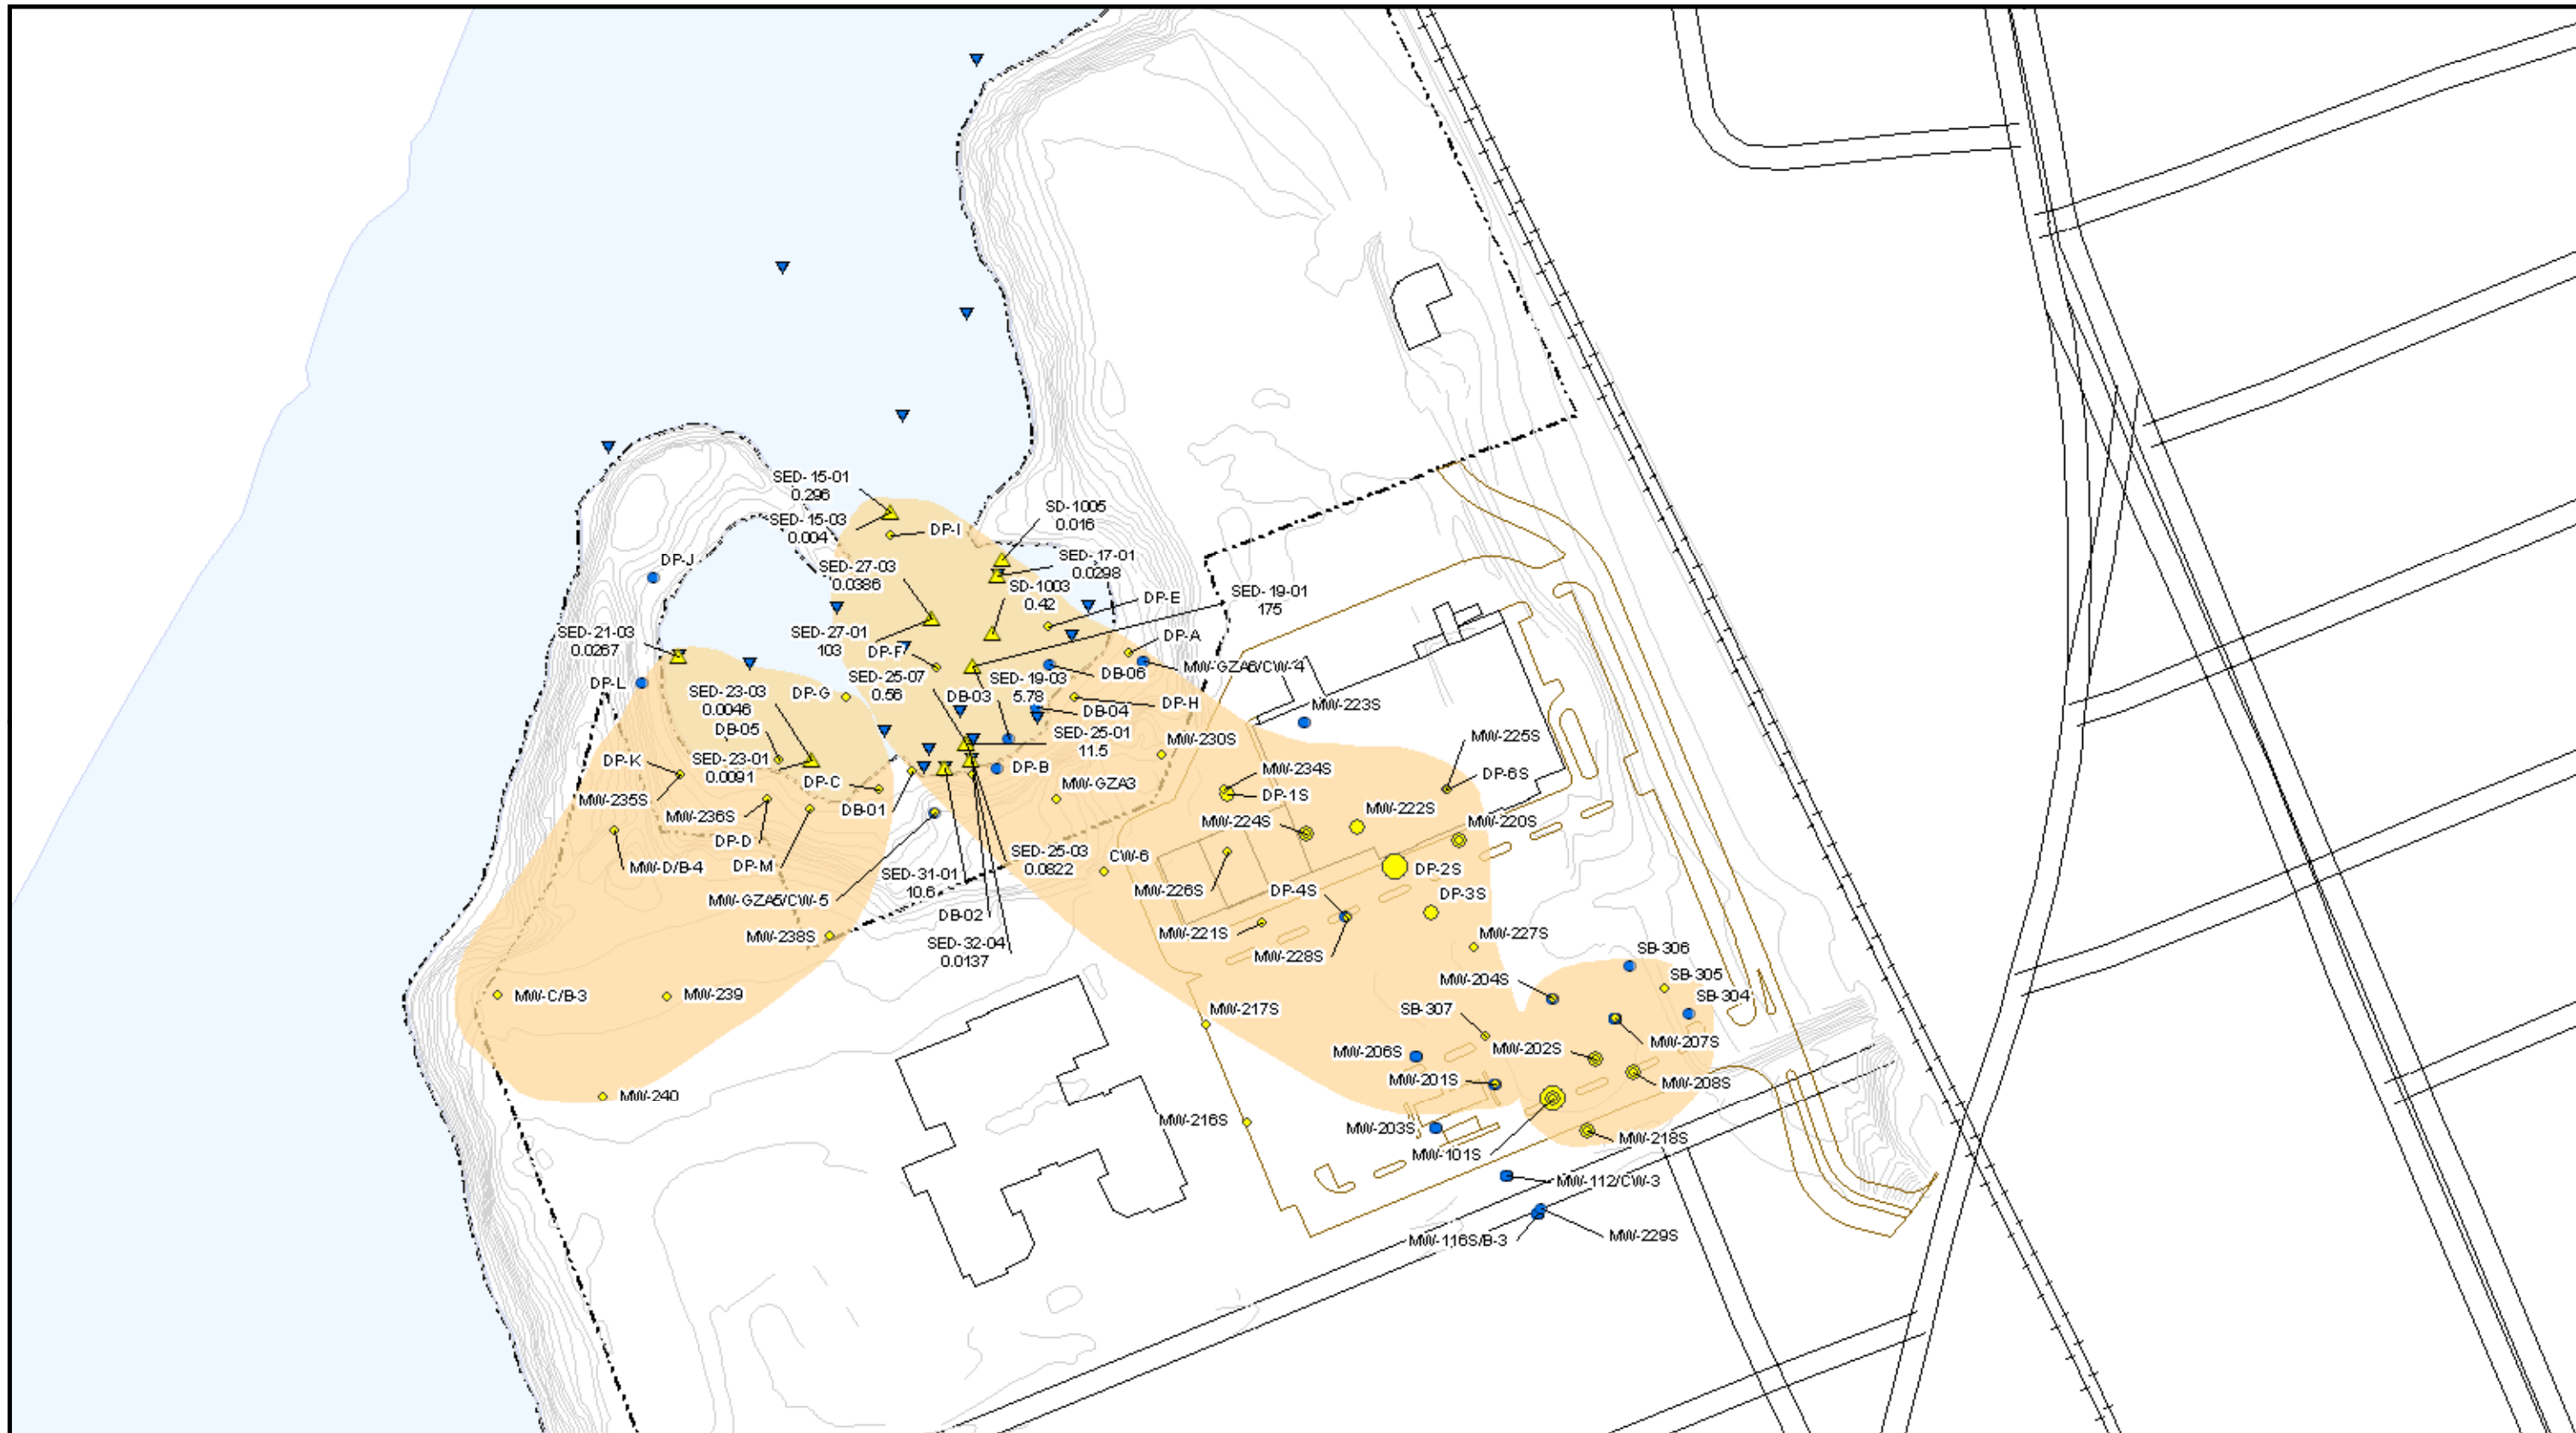 SED-15-01
0.296
SED-15-03
0.004
DP-I
SD-1005
0.016
SED-17-01
0.0298
SED-27-03
0.0386
SD-1003
0.42
DP-J
DP-E
SED-19-01
175
SED-21-03
0.0267
SED-27-01
103
DP-F
DP-A
MW-GZA6/CW-4
DB-06
DP-L
SED-25-07
0.56
DB-03
SED-19-03
5.78
DP-G
SED-23-03
0.0046
DB-04
DP-H
MW-223S
DB-05
SED-25-01
11.5
MW-230S
MW-225S
DP-K
SED-23-01
0.0091
DP-C
DP-B
MW-234S
DP-6S
MW-GZA3
DP-1S
MW-235S
MW-236S
DB-01
MW-222S
MW-224S
MW-220S
DP-D
DP-M
MW-D/B-4
SED-25-03
0.0822
CW-6
SED-31-01
10.6
MW-226S
DP-4S
DP-2S
DP-3S
MW-GZA5/CW-5
DB-02
MW-238S
SED-32-04
0.0137
MW-221S
MW-228S
MW-227S
SB-306
SB-305
MW-204S
SB-304
MW-C/B-3
MW-239
MW-217S
SB-307
MW-207S
MW-206S
MW-202S
MW-201S
MW-208S
MW-240
MW-216S
MW-203S
MW-218S
MW-101S
MW-112/CW-3
MW-116S/B-3
MW-229S